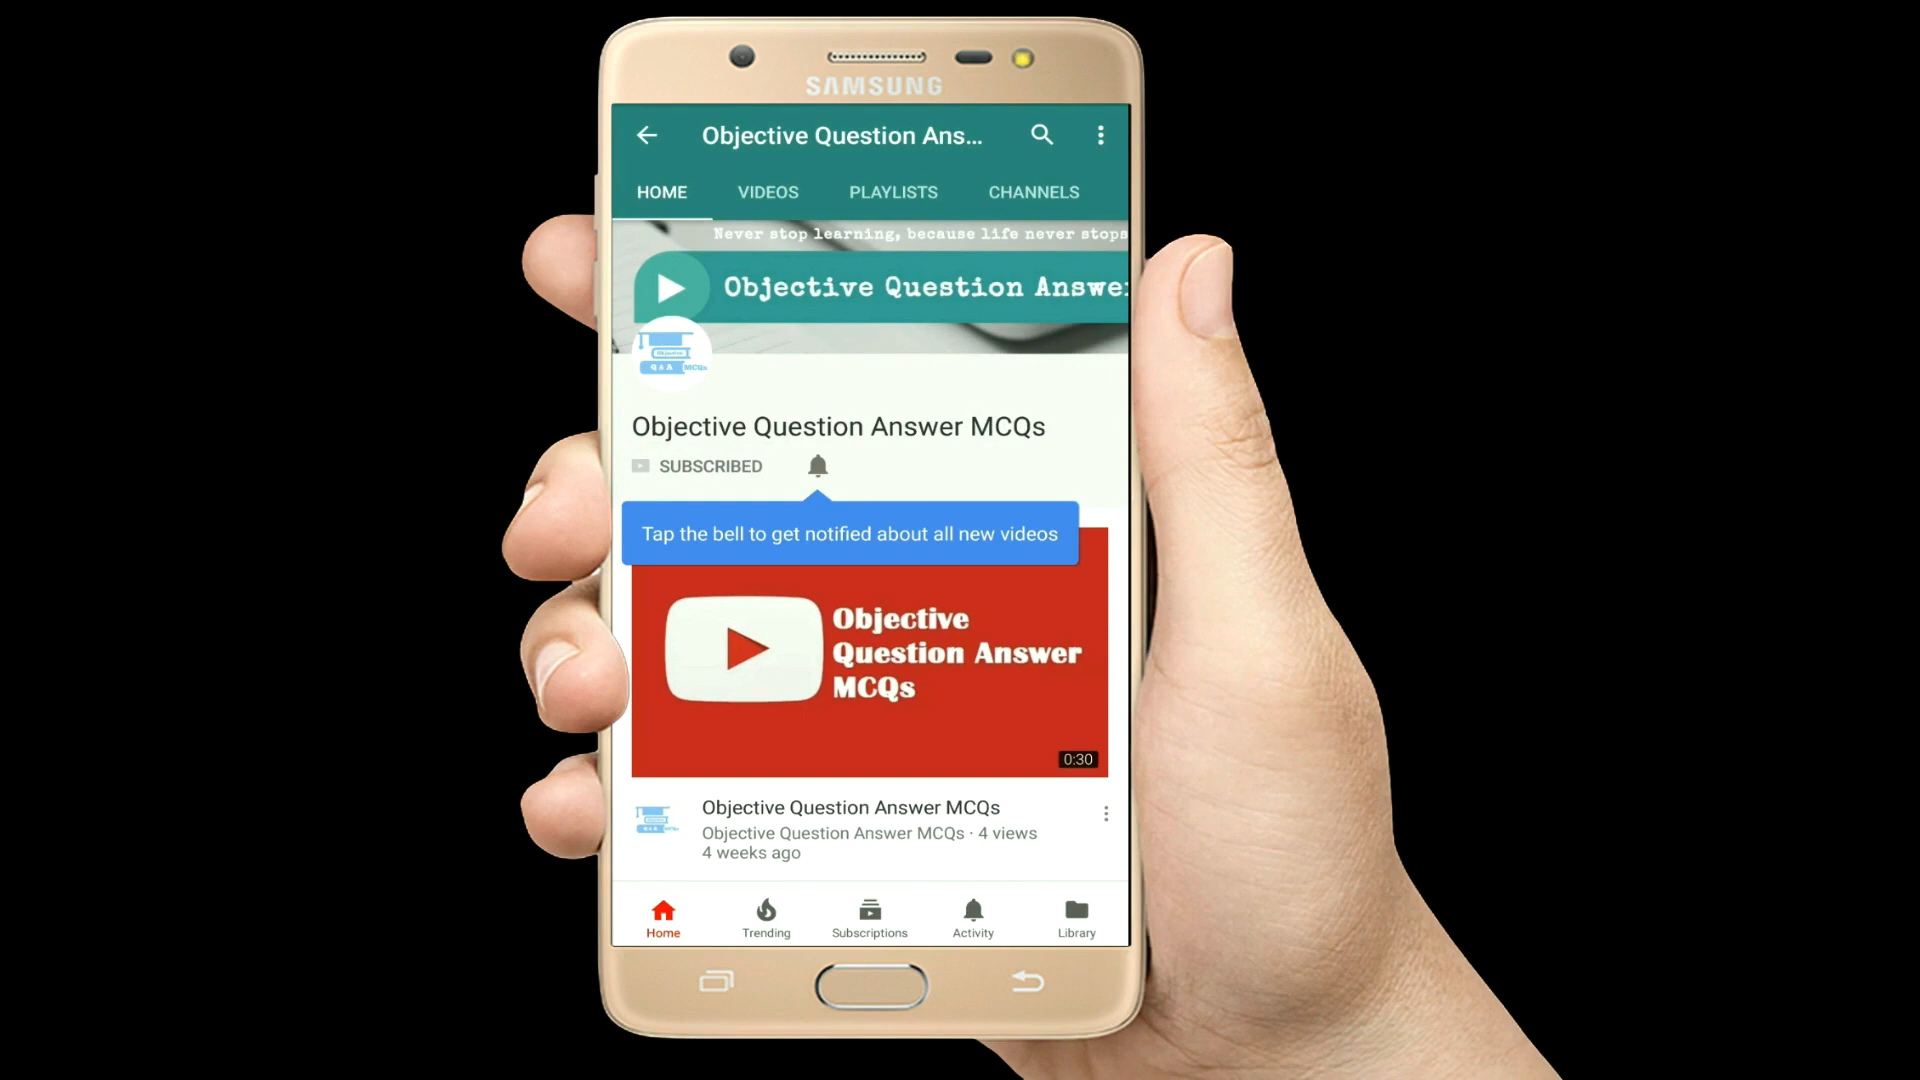 SAMSUNG
Objective Question Ans...
HOME VIDEOS PLAYLISTS CHANNELS
Never stop learning, because life never stops
Objective Question Answe
Objective
Q & A MCQs
Objective Question Answer MCQs
SUBSCRIBED
Tap the bell to get notified about all new videos
Objective
Question Answer
MCQs
0:30
Objective Question Answer MCQs
Objective Question Answer MCQs · 4 views
4 weeks ago
Home Trending Subscriptions Activity Library